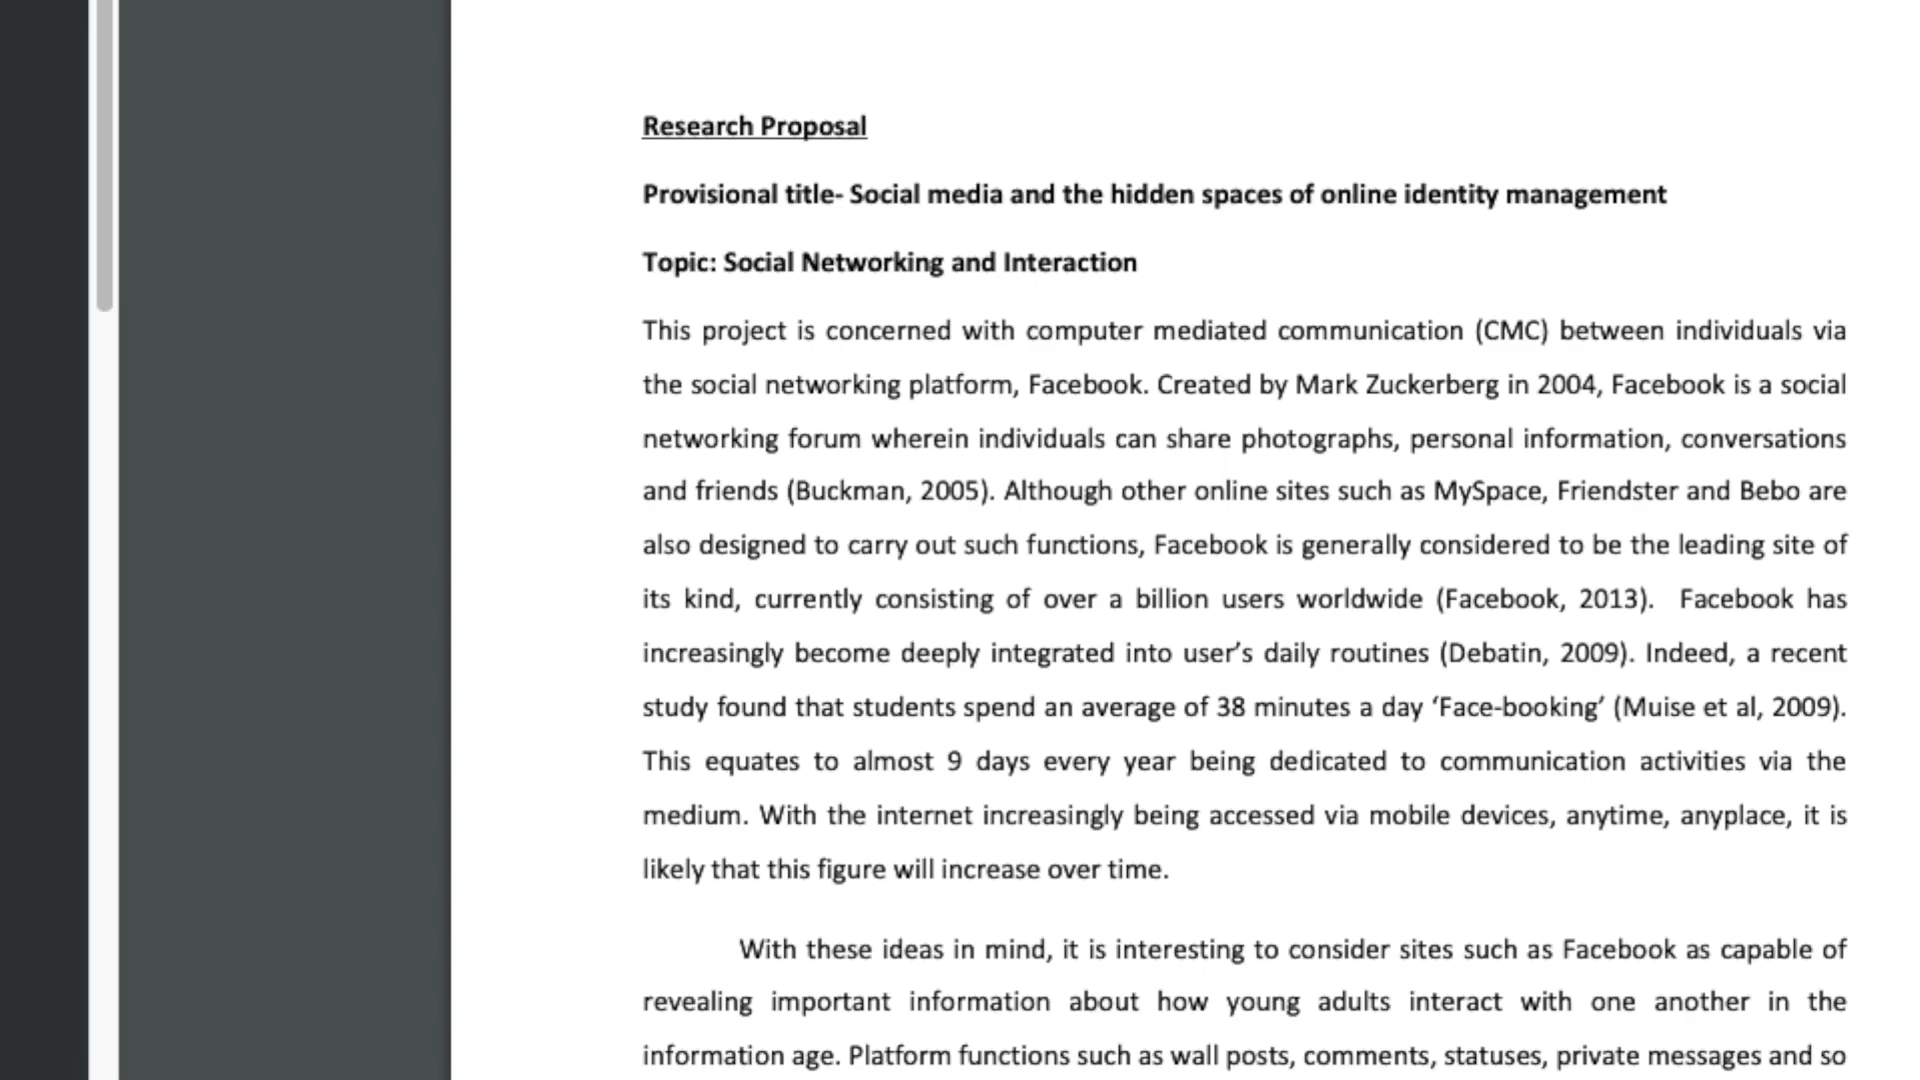 Research Proposal
Provisional title- Social media and the hidden spaces of online identity management
Topic: Social Networking and Interaction
This project is concerned with computer mediated communication (CMC) between individuals via
the social networking platform, Facebook. Created by Mark Zuckerberg in 2004, Facebook is a social
networking forum wherein individuals can share photographs, personal information, conversations
and friends (Buckman, 2005). Although other online sites such as MySpace, Friendster and Bebo are
also designed to carry out such functions, Facebook is generally considered to be the leading site of
its kind, currently consisting of over a billion users worldwide (Facebook, 2013).  Facebook has
increasingly become deeply integrated into user’s daily routines (Debatin, 2009). Indeed, a recent
study found that students spend an average of 38 minutes a day ‘Face-booking’ (Muise et al, 2009).
This equates to almost 9 days every year being dedicated to communication activities via the
medium. With the internet increasingly being accessed via mobile devices, anytime, anyplace, it is
likely that this figure will increase over time.
With these ideas in mind, it is interesting to consider sites such as Facebook as capable of
revealing important information about how young adults interact with one another in the
information age. Platform functions such as wall posts, comments, statuses, private messages and so